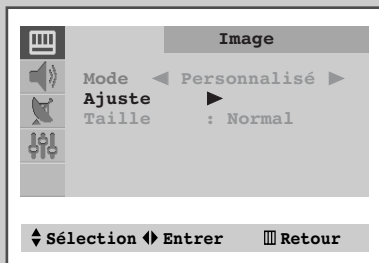 Image
Mode ◀ Personnalisé ▶
Ajuste ▶
Taille : Normal
Sélection Entrer Retour